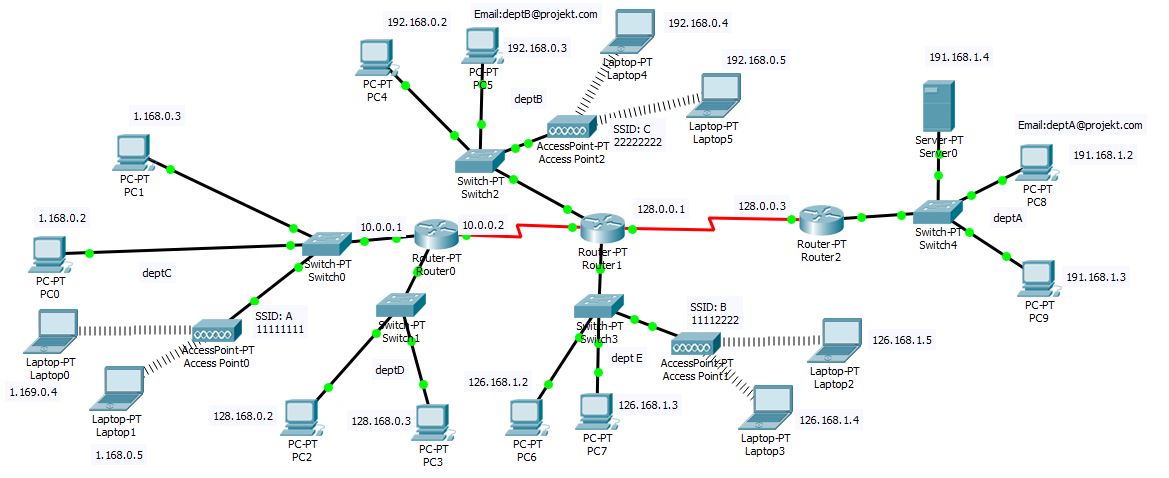 Email:deptB@projekt.com
192.168.0.2
192.168.0.3
192.168.0.4
192.168.0.5
PC-PT
PC4
PC-PT
PC5
Laptop-PT
Laptop4
Laptop-PT
Laptop5
deptB
AccessPoint-PT
Access Point2
SSID: C
22222222
Switch-PT
Switch2
191.168.1.4
Server-PT
Server0
Email:deptA@projekt.com
191.168.1.2
PC-PT
PC8
deptA
Switch-PT
Switch4
191.168.1.3
PC-PT
PC9
1.168.0.3
PC-PT
PC1
1.168.0.2
PC-PT
PC0
deptC
Switch-PT
Switch0
10.0.0.1
10.0.0.2
Router-PT
Router0
128.0.0.1
Router-PT
Router1
128.0.0.3
Router-PT
Router2
SSID: A
11111111
AccessPoint-PT
Access Point0
Laptop-PT
Laptop0
1.169.0.4
Laptop-PT
Laptop1
1.168.0.5
Switch-PT
Switch1
deptD
128.168.0.2
PC-PT
PC2
128.168.0.3
PC-PT
PC3
Switch-PT
Switch3
dept E
SSID: B
11112222
AccessPoint-PT
Access Point1
126.168.1.2
PC-PT
PC6
126.168.1.3
PC-PT
PC7
126.168.1.5
Laptop-PT
Laptop2
126.168.1.4
Laptop-PT
Laptop3